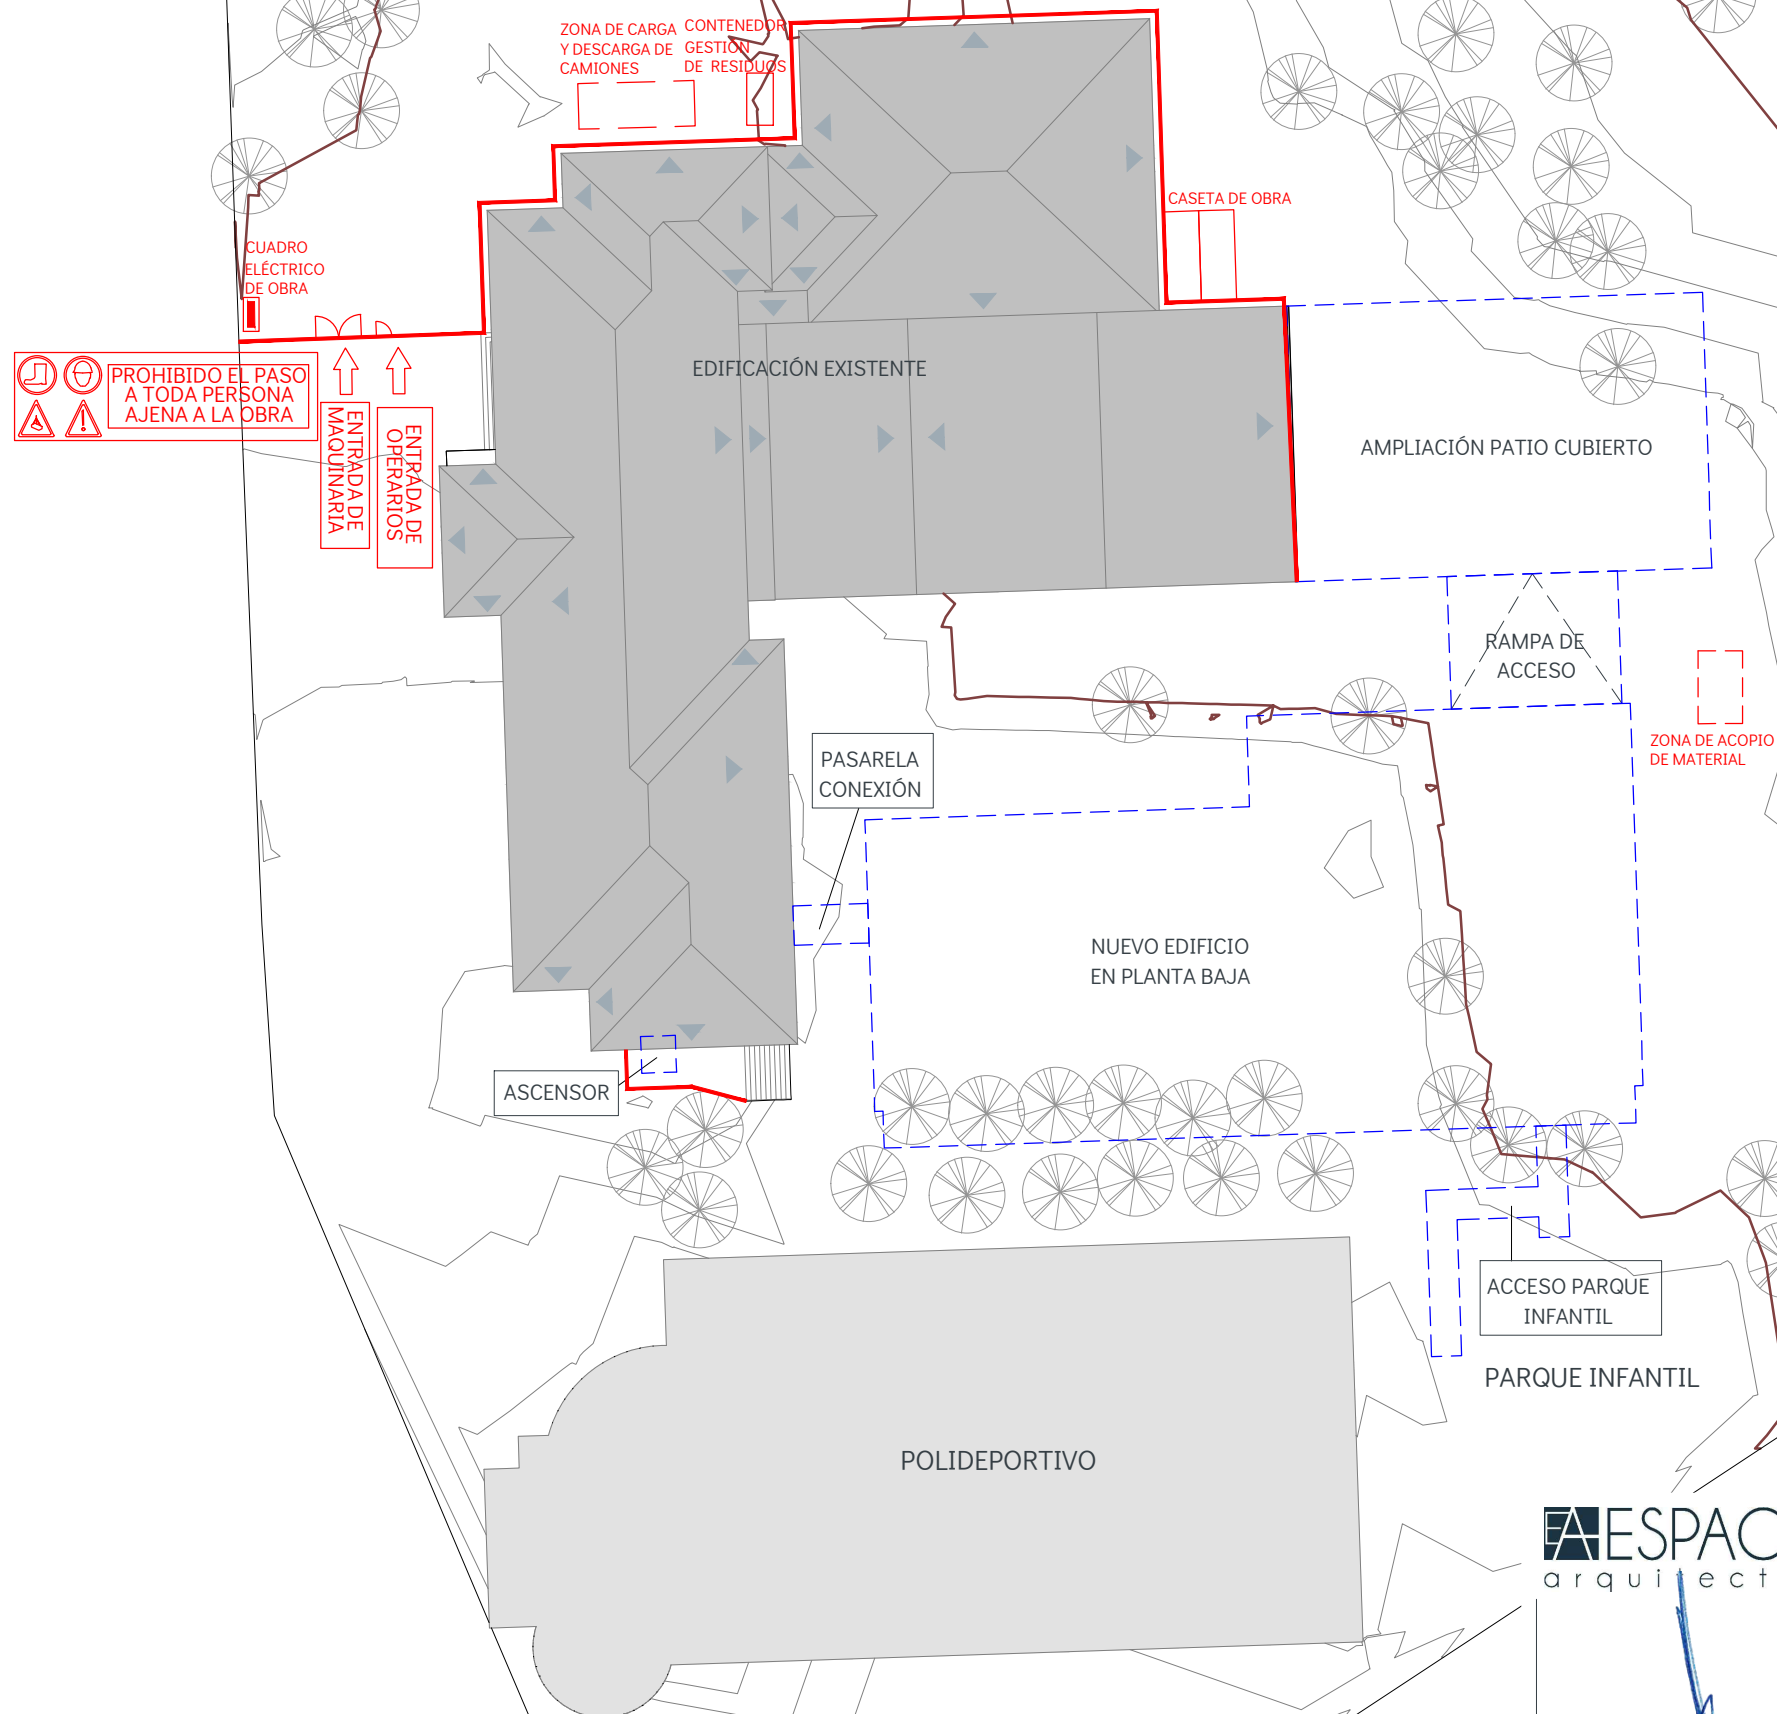 ZONA DE CARGA
Y DESCARGA DE
CAMIONES
CONTENEDOR
GESTIÓN
DE RESIDUOS
CASETA DE OBRA
CUADRO
ELÉCTRICO
DE OBRA
PROHIBIDO EL PASO
A TODA PERSONA
AJENA A LA OBRA
ENTRADA DE
MAQUINARIA
ENTRADA DE
OPERARIOS
EDIFICACIÓN EXISTENTE
AMPLIACIÓN PATIO CUBIERTO
RAMPA DE
ACCESO
ZONA DE ACOPIO
DE MATERIAL
PASARELA
CONEXIÓN
NUEVO EDIFICIO
EN PLANTA BAJA
ASCENSOR
ACCESO PARQUE
INFANTIL
PARQUE INFANTIL
POLIDEPORTIVO
EA ESPAC
arquitect